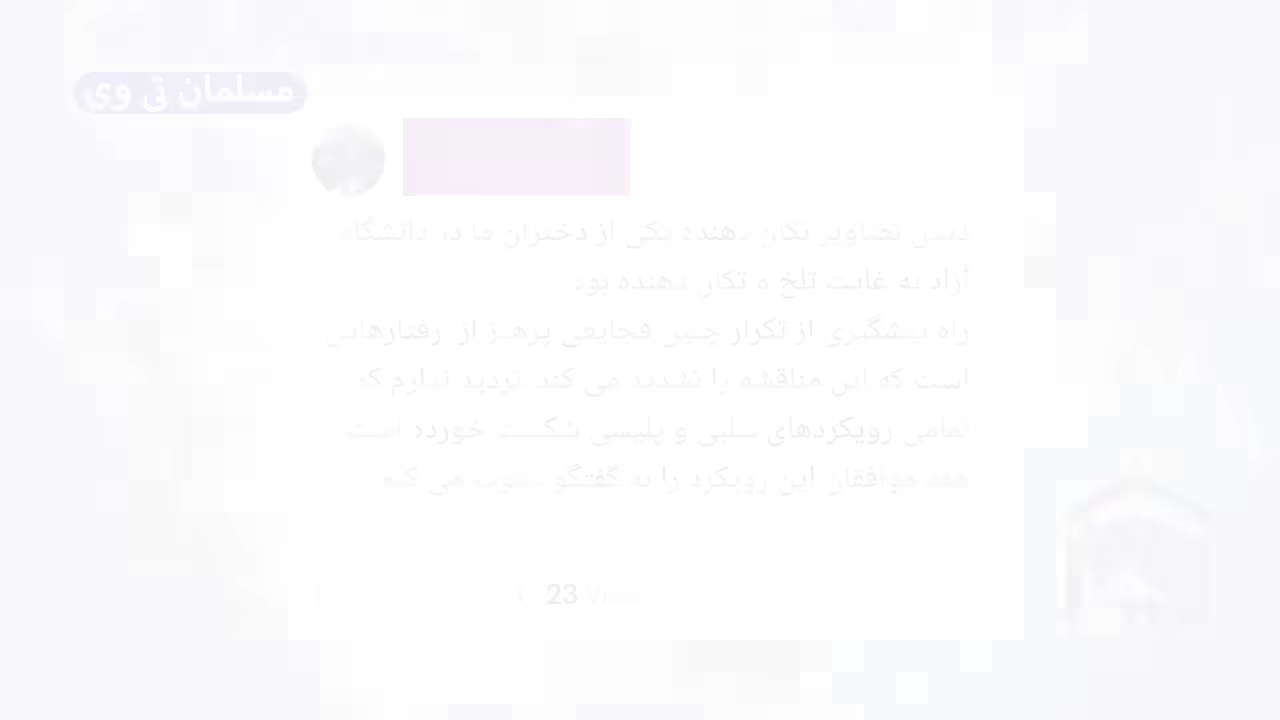 مسلمان تی وی
دیدن تصاویر تکان دهنده یکی از دختران ما در دانشگاه
آزاد به غایت تلخ و تکان دهنده بود
راه پیشگیری از تکرار چنین فجایعی پرهیز از رفتارهایی
است که این مناقشه را تشدید می کند تردید ندارم که
تمامی رویکردهای سلبی و پلیسی شکست خورده است
همه موافقان این رویکرد را به گفتگو دعوت می کنم
23